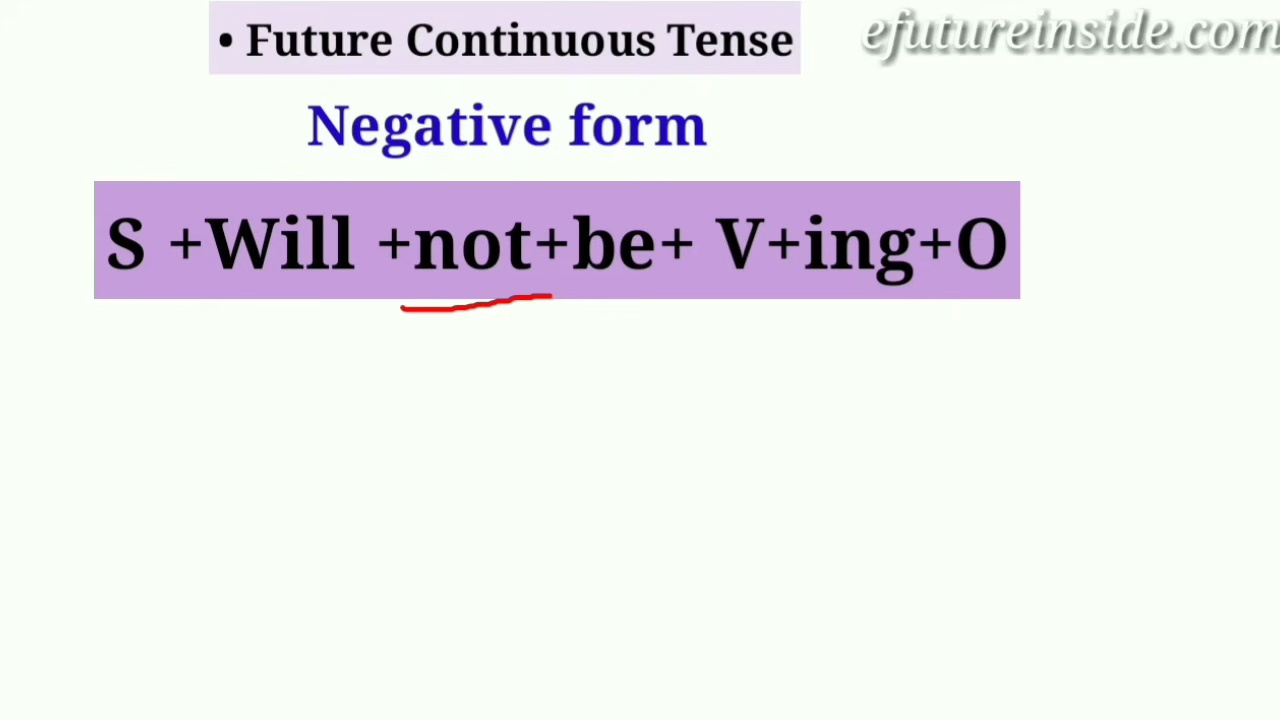 • Future Continuous Tense
efutureinside.com
Negative form
S +Will +not+be+ V+ing+O